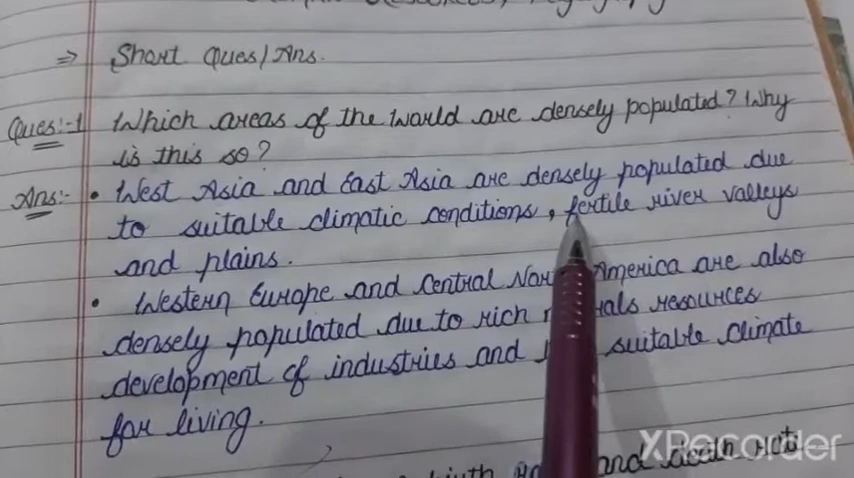 ⇒ Short Ques/Ans.
Ques:-1 Which areas of the world are densely populated? Why
is this so?
Ans:- • West Asia and East Asia are densely populated due
to suitable climatic conditions, fertile river valleys
and plains.
• Western Europe and Central America are also
densely populated due to rich resources
development of industries and suitable climate
for living.
and death
XRecorder